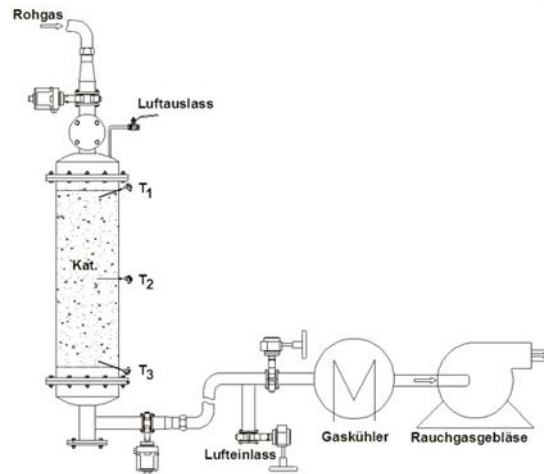 Rohgas
Luftauslass
T1
Kat.
T2
T3
Lufteinlass
Gaskühler
Rauchgasgebläse